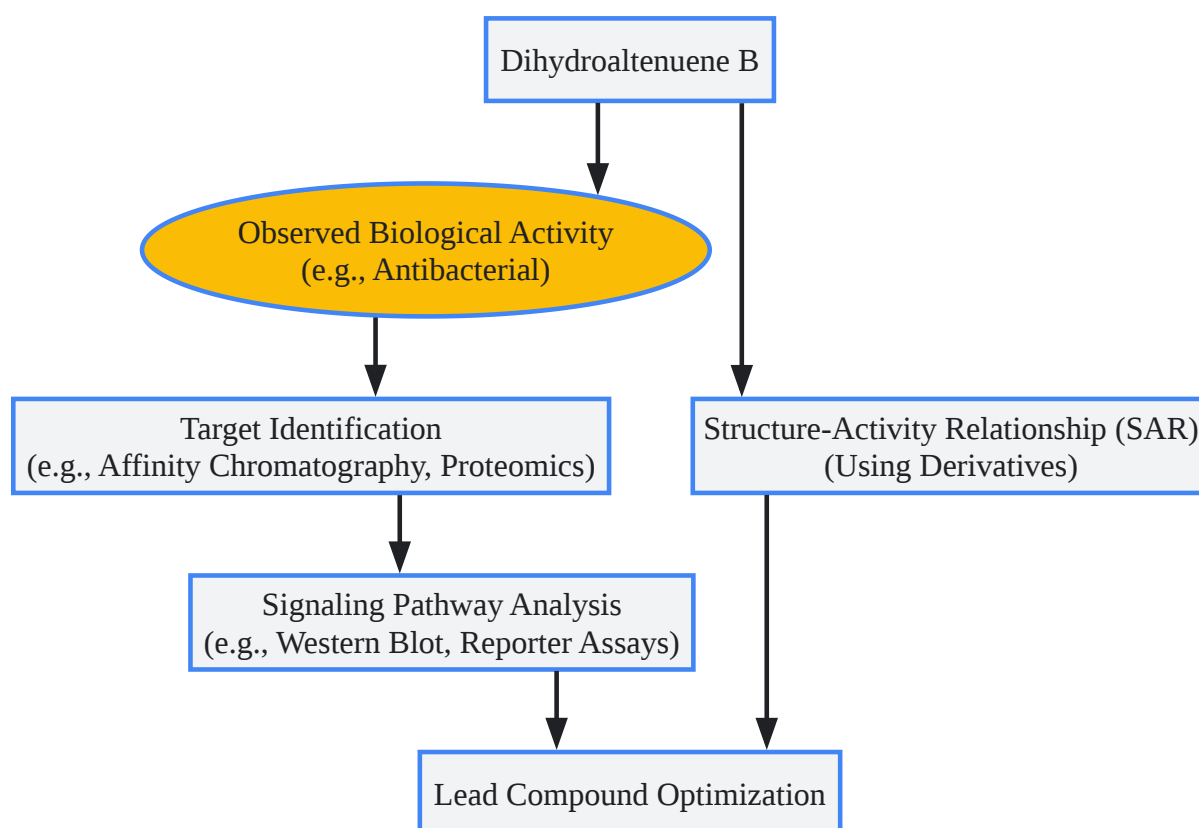 Dihydroaltenuene B
Observed Biological Activity
(e.g., Antibacterial)
Target Identification
(e.g., Affinity Chromatography, Proteomics)
Structure-Activity Relationship (SAR)
(Using Derivatives)
Signaling Pathway Analysis
(e.g., Western Blot, Reporter Assays)
Lead Compound Optimization